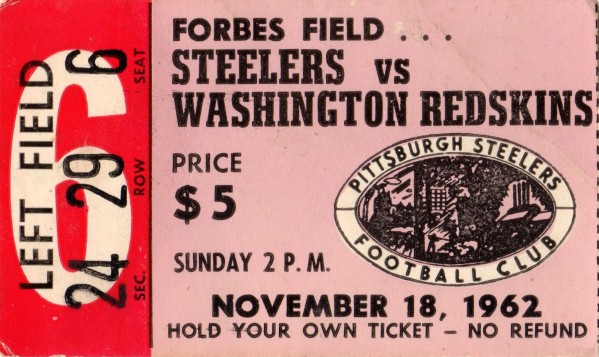 LEFT FIELD
6
24 29 6
SEC. ROW SEAT
FORBES FIELD . . .
STEELERS vs
WASHINGTON REDSKINS
PRICE
$5
PITTSBURGH STEELERS
FOOTBALL CLUB
SUNDAY 2 P.M.
NOVEMBER 18, 1962
HOLD YOUR OWN TICKET – NO REFUND